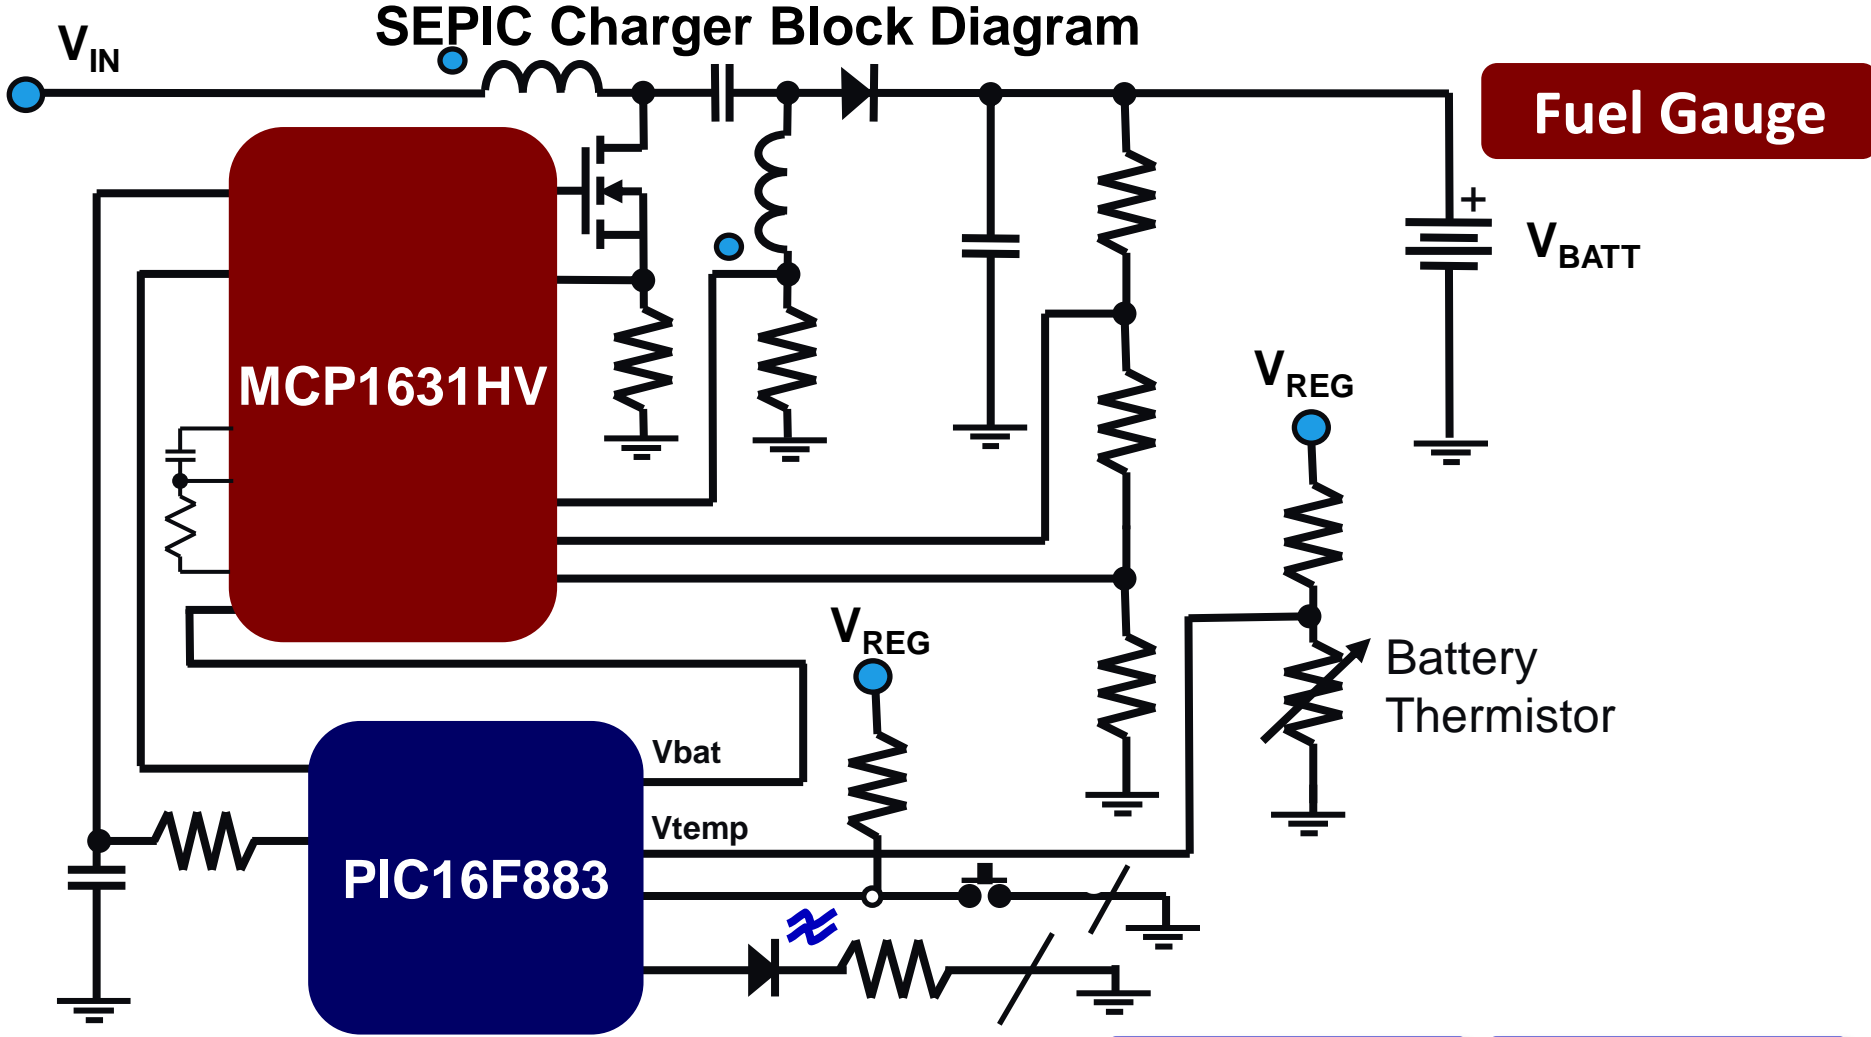 SEPIC Charger Block Diagram
VIN
Fuel Gauge
+
VBATT
MCP1631HV
VREG
VREG
Battery
Thermistor
Vbat
Vtemp
PIC16F883